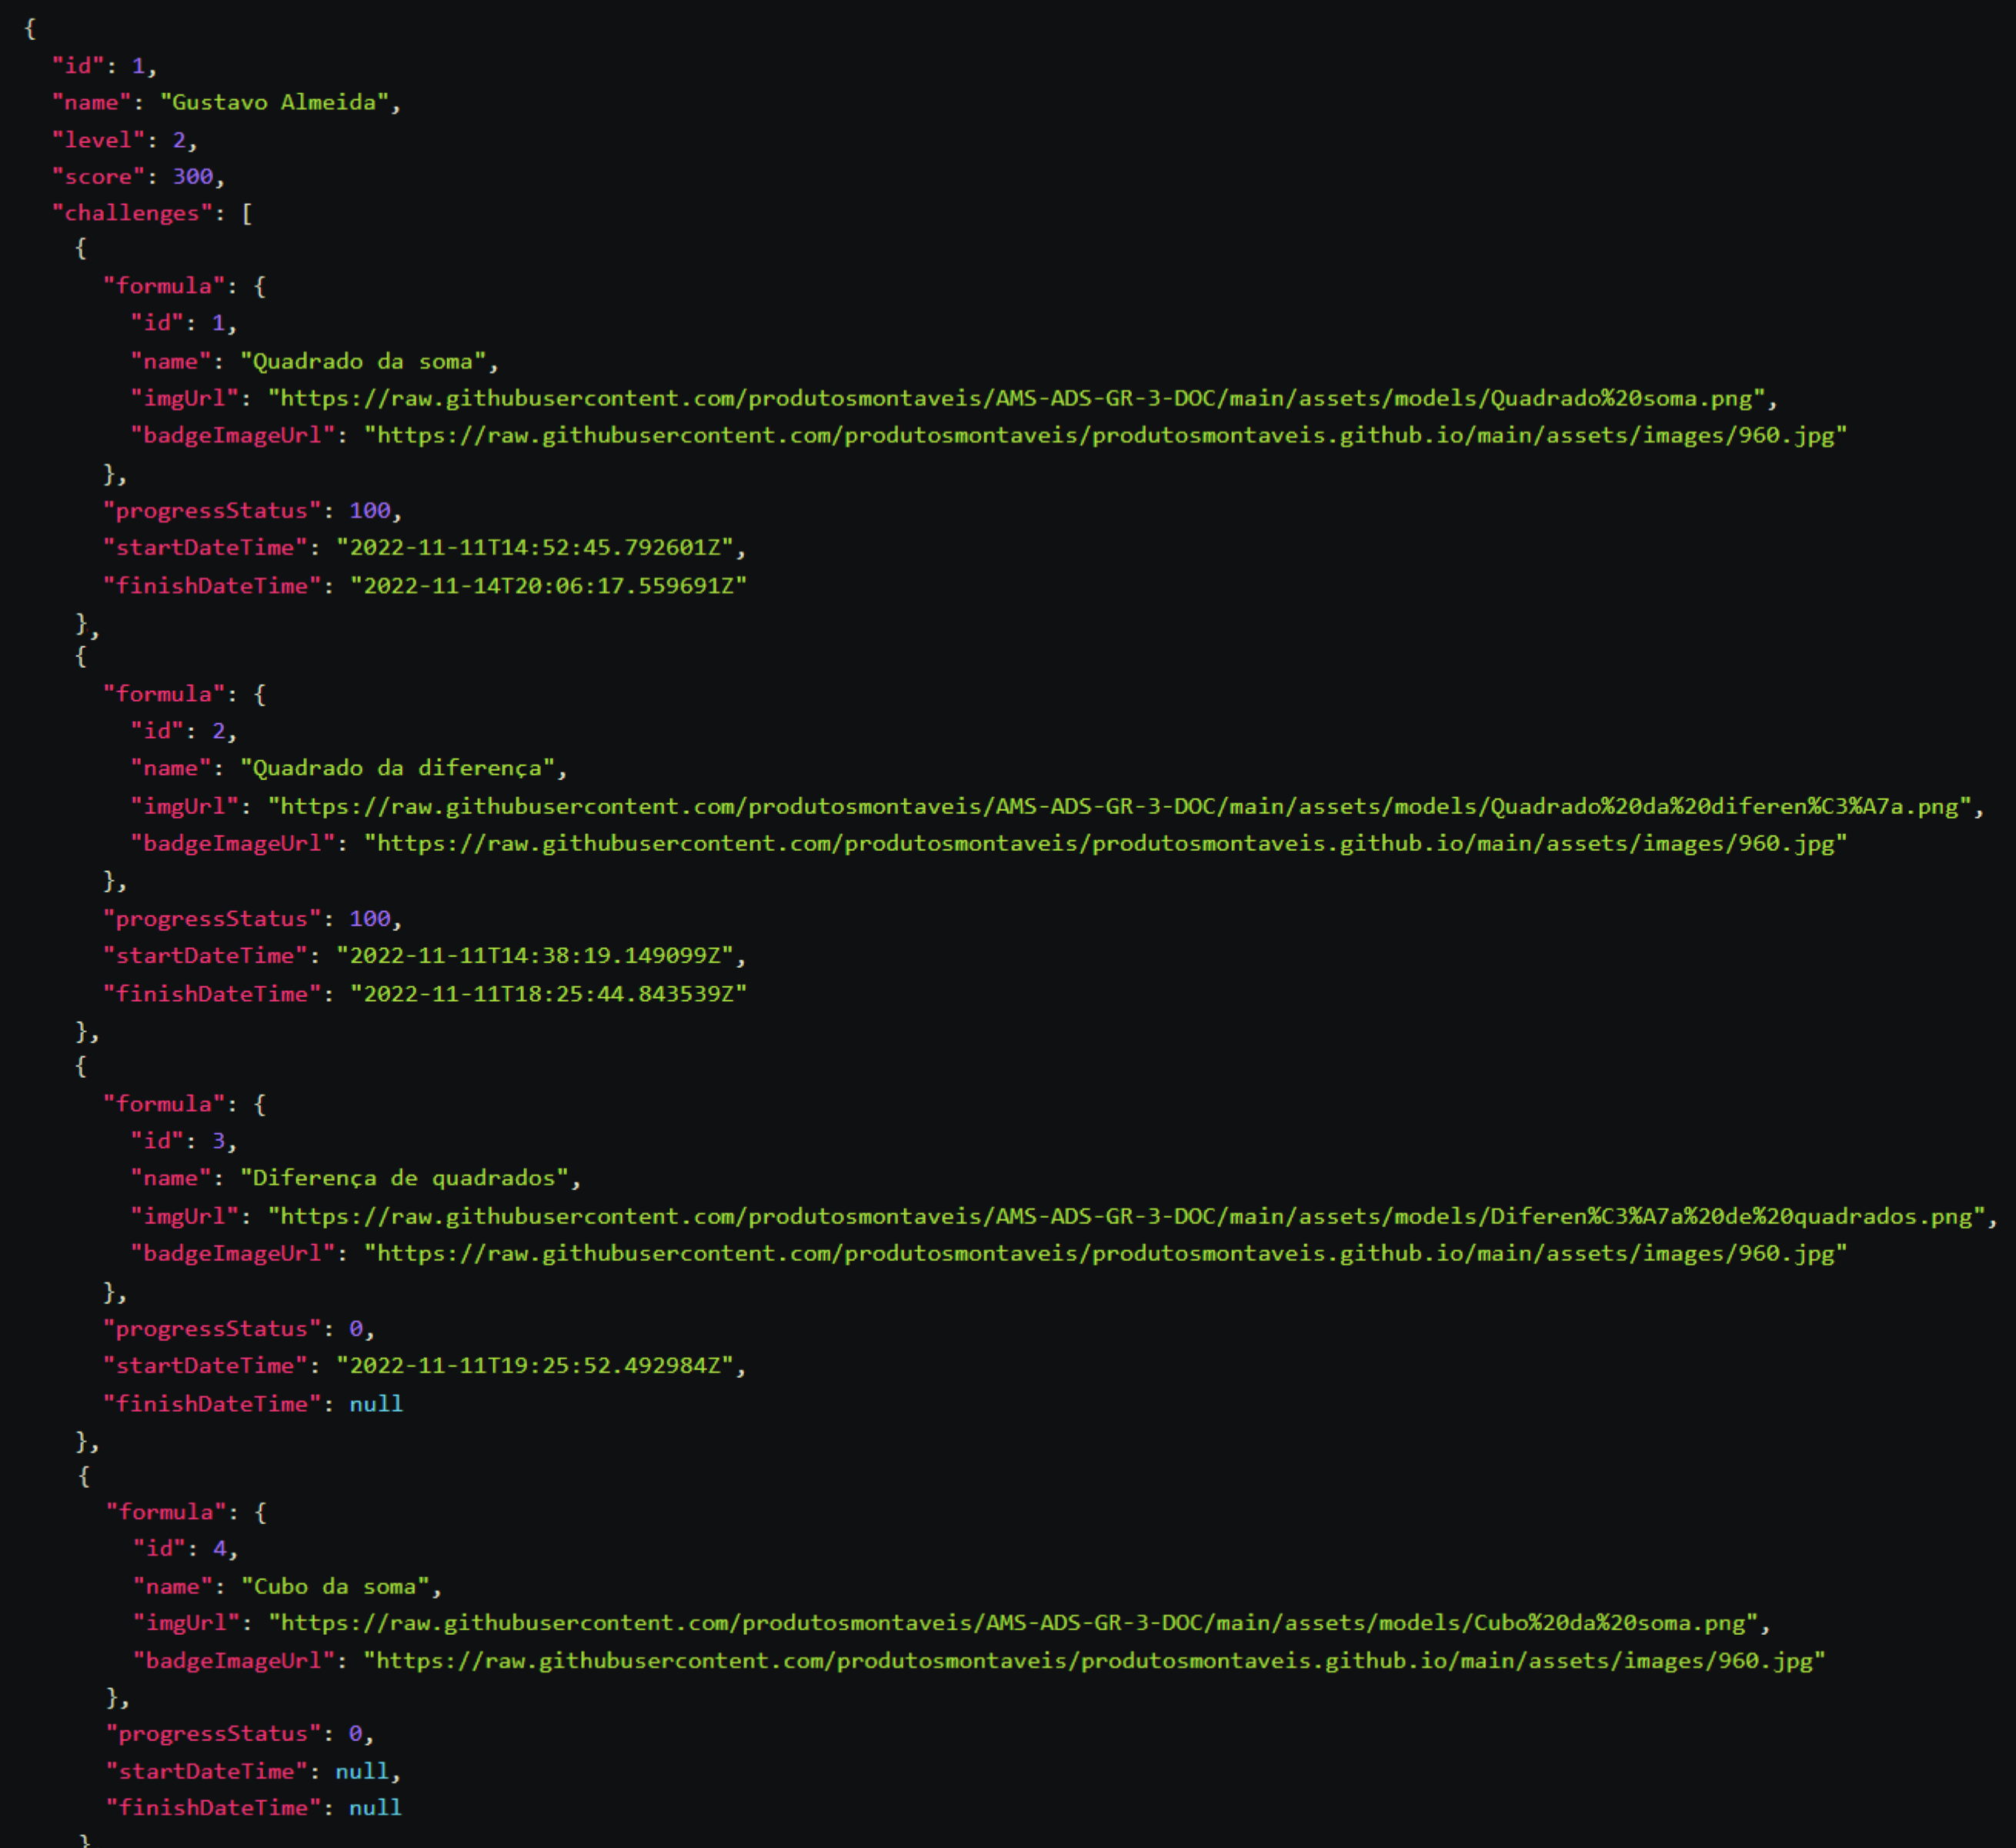 {
"id": 1,
"name": "Gustavo Almeida",
"level": 2,
"score": 300,
"challenges": [
{
"formula": {
"id": 1,
"name": "Quadrado da soma",
"imgUrl": "https://raw.githubusercontent.com/produtosmontaveis/AMS-ADS-GR-3-DOC/main/assets/models/Quadrado%20soma.png",
"badgeImageUrl": "https://raw.githubusercontent.com/produtosmontaveis/produtosmontaveis.github.io/main/assets/images/960.jpg"
},
"progressStatus": 100,
"startDateTime": "2022-11-11T14:52:45.792601Z",
"finishDateTime": "2022-11-14T20:06:17.559691Z"
},
{
"formula": {
"id": 2,
"name": "Quadrado da diferença",
"imgUrl": "https://raw.githubusercontent.com/produtosmontaveis/AMS-ADS-GR-3-DOC/main/assets/models/Quadrado%20da%20diferen%C3%A7a.png",
"badgeImageUrl": "https://raw.githubusercontent.com/produtosmontaveis/produtosmontaveis.github.io/main/assets/images/960.jpg"
},
"progressStatus": 100,
"startDateTime": "2022-11-11T14:38:19.149099Z",
"finishDateTime": "2022-11-11T18:25:44.843539Z"
},
{
"formula": {
"id": 3,
"name": "Diferença de quadrados",
"imgUrl": "https://raw.githubusercontent.com/produtosmontaveis/AMS-ADS-GR-3-DOC/main/assets/models/Diferen%C3%A7a%20de%20quadrados.png",
"badgeImageUrl": "https://raw.githubusercontent.com/produtosmontaveis/produtosmontaveis.github.io/main/assets/images/960.jpg"
},
"progressStatus": 0,
"startDateTime": "2022-11-11T19:25:52.492984Z",
"finishDateTime": null
},
{
"formula": {
"id": 4,
"name": "Cubo da soma",
"imgUrl": "https://raw.githubusercontent.com/produtosmontaveis/AMS-ADS-GR-3-DOC/main/assets/models/Cubo%20da%20soma.png",
"badgeImageUrl": "https://raw.githubusercontent.com/produtosmontaveis/produtosmontaveis.github.io/main/assets/images/960.jpg"
},
"progressStatus": 0,
"startDateTime": null,
"finishDateTime": null
}